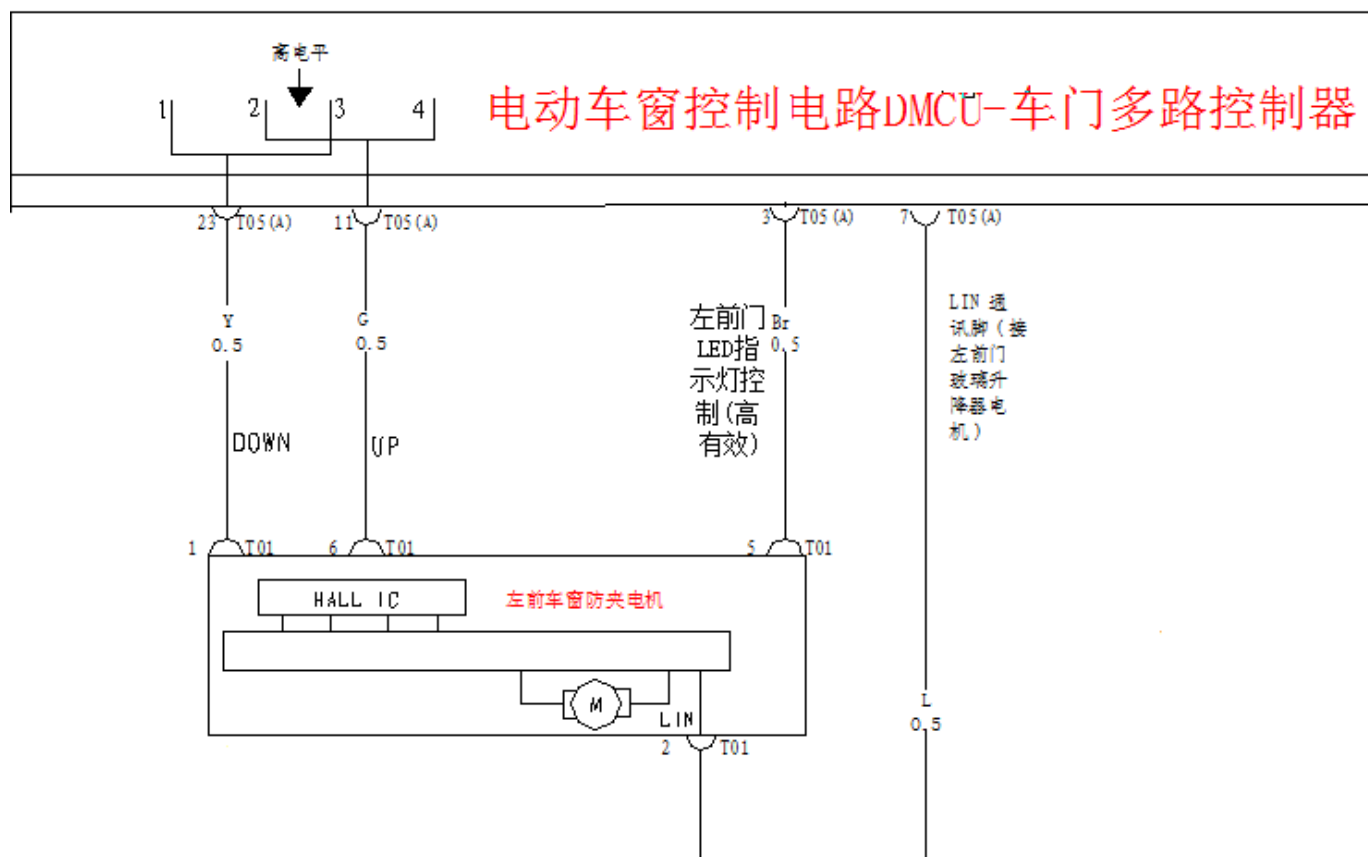 高电平
1 2 3 4
电动车窗控制电路DMCU-车门多路控制器
23 T05(A)
11 T05(A)
3 T05(A)
7 T05(A)
Y
0.5
G
0.5
左前门
LED指
示灯控
制(高
有效)
Br
0.5
LIN 通
讯脚(接
左前门
玻璃升
降器电
机)
DOWN
UP
1 T01
6 T01
5 T01
HALL IC
左前车窗防夹电机
M
LIN
2 T01
L
0.5